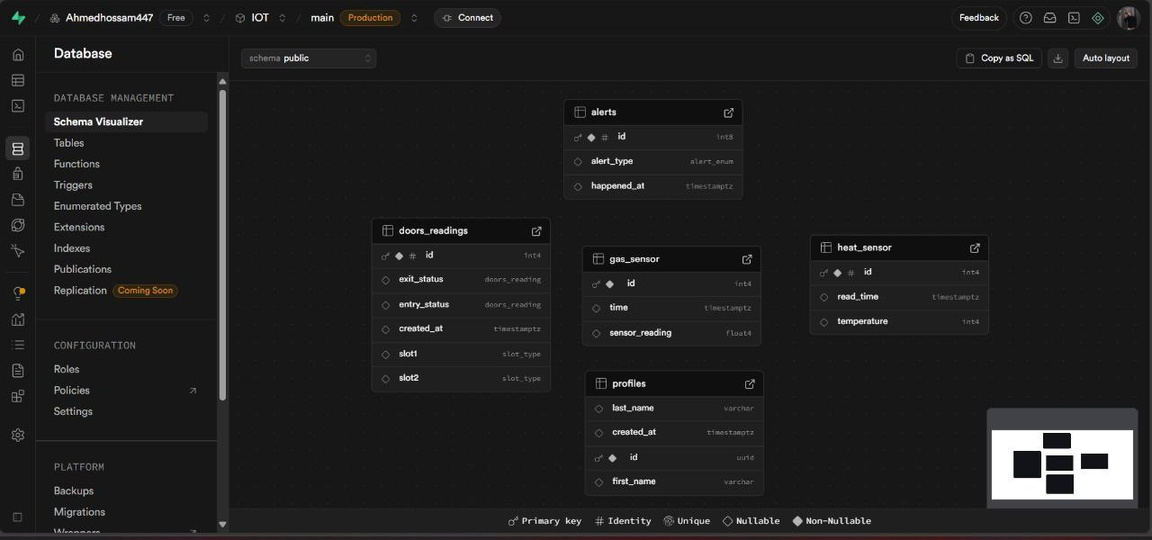 Ahmedhossam447 Free IOT main Production Connect Feedback
Database
schema public Copy as SQL Auto layout
DATABASE MANAGEMENT
Schema Visualizer
Tables
Functions
Triggers
Enumerated Types
Extensions
Indexes
Publications
Replication Coming Soon
CONFIGURATION
Roles
Policies
Settings
PLATFORM
Backups
Migrations
Wrappers
alerts
id int8
alert_type alert_enum
happened_at timestamptz
doors_readings
id int4
exit_status doors_reading
entry_status doors_reading
created_at timestamptz
slot1 slot_type
slot2 slot_type
gas_sensor
id int4
time timestamptz
sensor_reading float4
heat_sensor
id int4
read_time timestamptz
temperature int4
profiles
last_name varchar
created_at timestamptz
id uuid
first_name varchar
Primary key Identity Unique Nullable Non-Nullable